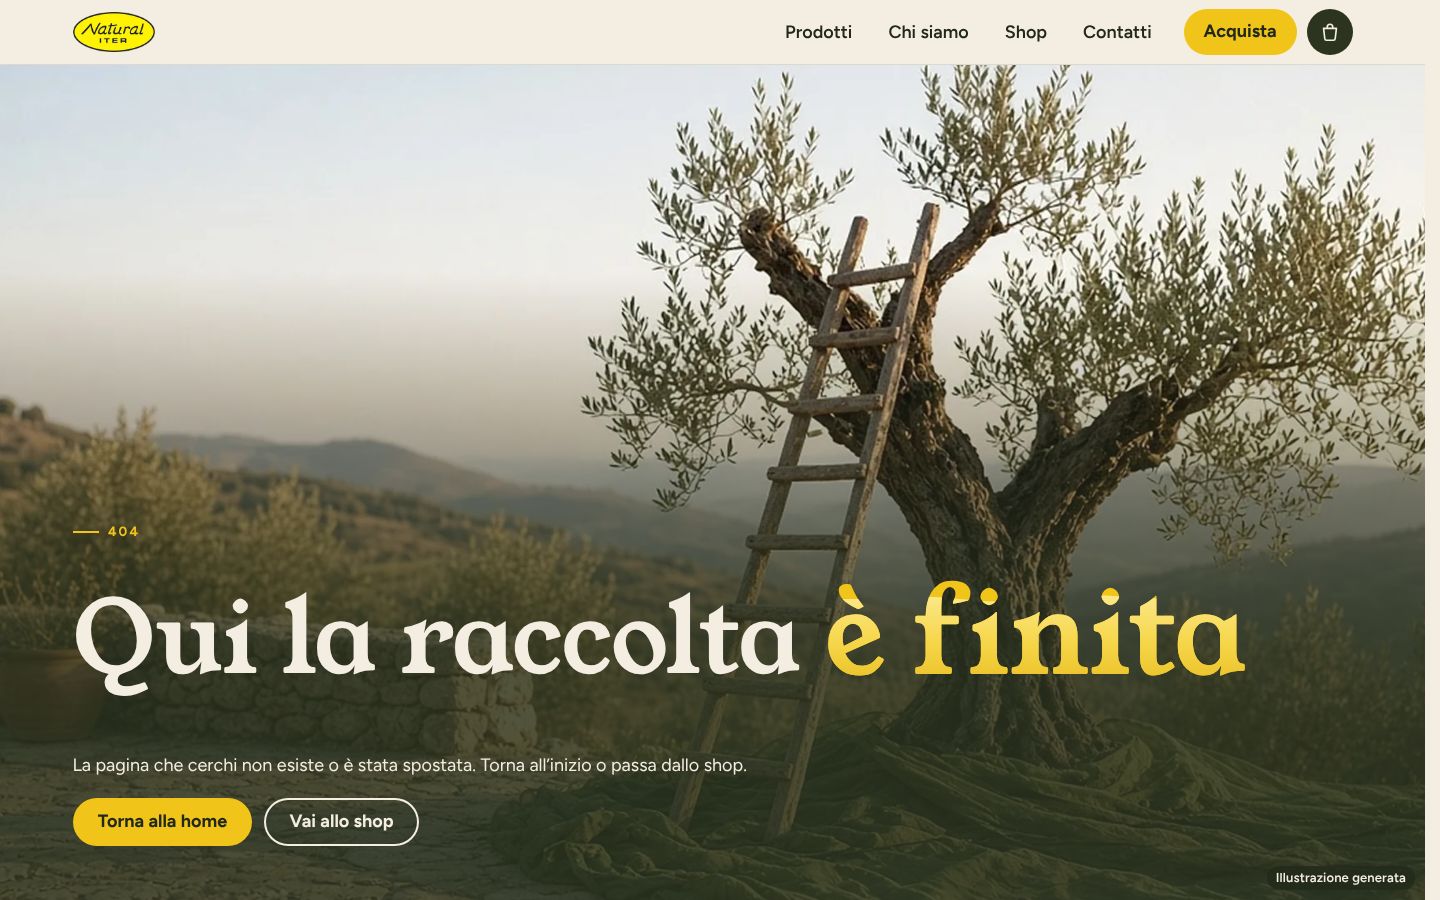 Natural
ITER
Prodotti
Chi siamo
Shop
Contatti
Acquista
404
Qui la raccolta è finita
La pagina che cerchi non esiste o è stata spostata. Torna all’inizio o passa dallo shop.
Torna alla home
Vai allo shop
Illustrazione generata